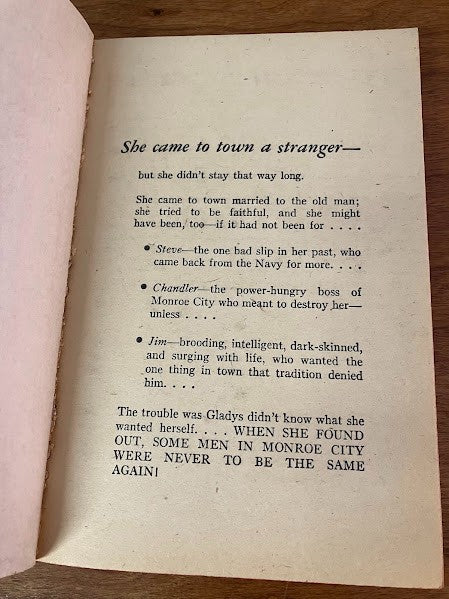 She came to town a stranger—
but she didn't stay that way long.
She came to town married to the old man;
she tried to be faithful, and she might
have been, too—if it had not been for . . . .
• Steve—the one bad slip in her past, who
came back from the Navy for more. . . .
• Chandler—the power-hungry boss of
Monroe City who meant to destroy her—
unless . . . .
• Jim—brooding, intelligent, dark-skinned,
and surging with life, who wanted the
one thing in town that tradition denied
him. . . .
The trouble was Gladys didn't know what she
wanted herself. . . . WHEN SHE FOUND
OUT, SOME MEN IN MONROE CITY
WERE NEVER TO BE THE SAME
AGAIN!